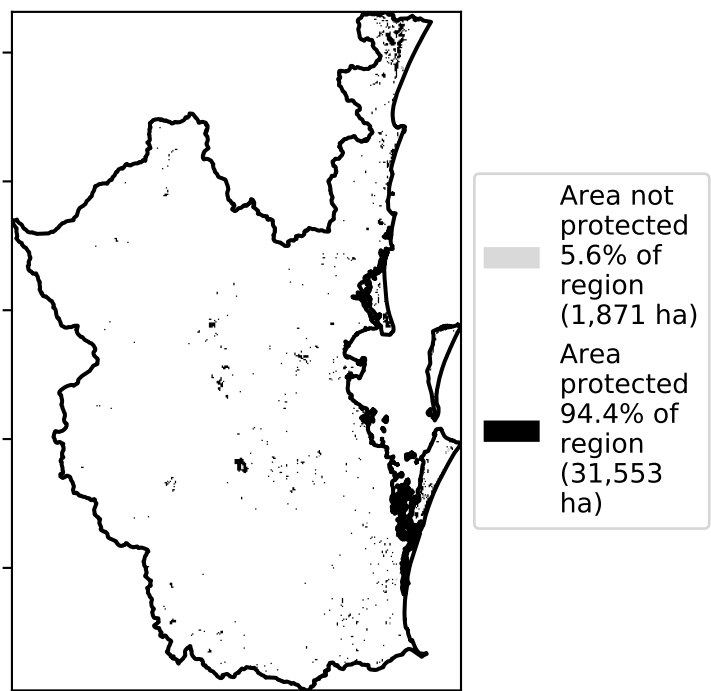 Area not
protected
5.6% of
region
(1,871 ha)
Area
protected
94.4% of
region
(31,553
ha)